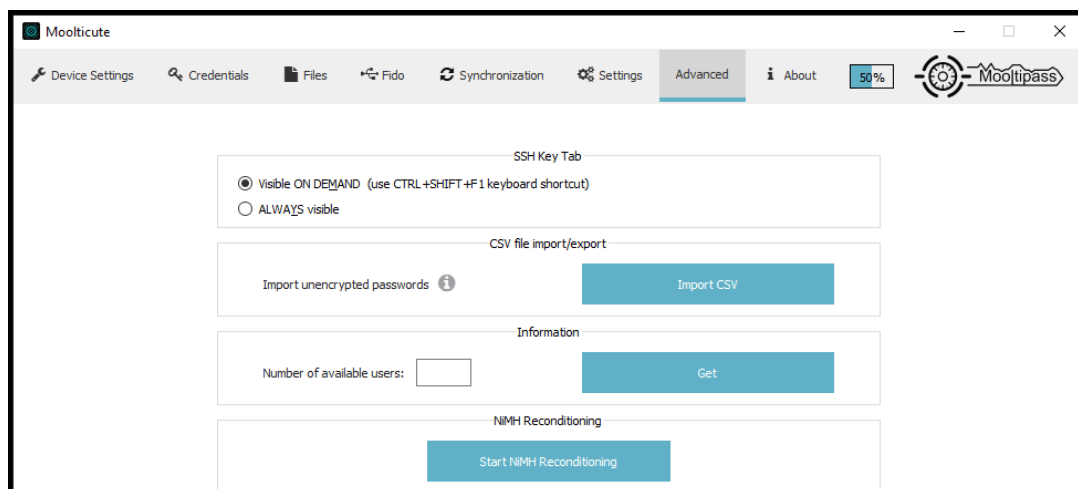 Moolticute
Device Settings Credentials Files Fido Synchronization Settings Advanced About 50% Mooltipass
SSH Key Tab
Visible ON DEMAND (use CTRL+SHIFT+F1 keyboard shortcut)
ALWAYS visible
CSV file import/export
Import unencrypted passwords Import CSV
Information
Number of available users: Get
NiMH Reconditioning
Start NiMH Reconditioning